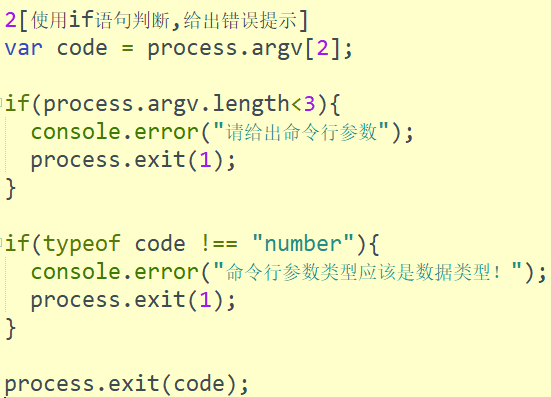 2[使用if语句判断,给出错误提示]
var code = process.argv[2];
if(process.argv.length<3){
console.error("请给出命令行参数");
process.exit(1);
}
if(typeof code !== "number"){
console.error("命令行参数类型应该是数据类型！");
process.exit(1);
}
process.exit(code);